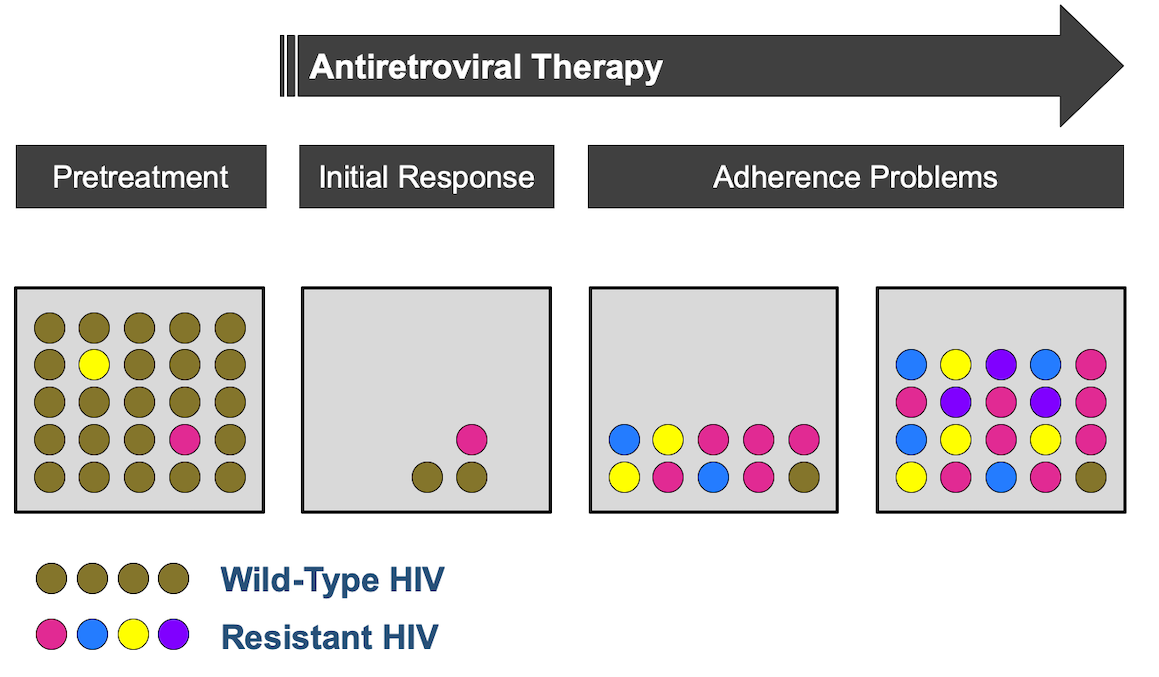 Antiretroviral Therapy
Pretreatment
Initial Response
Adherence Problems
Wild-Type HIV
Resistant HIV